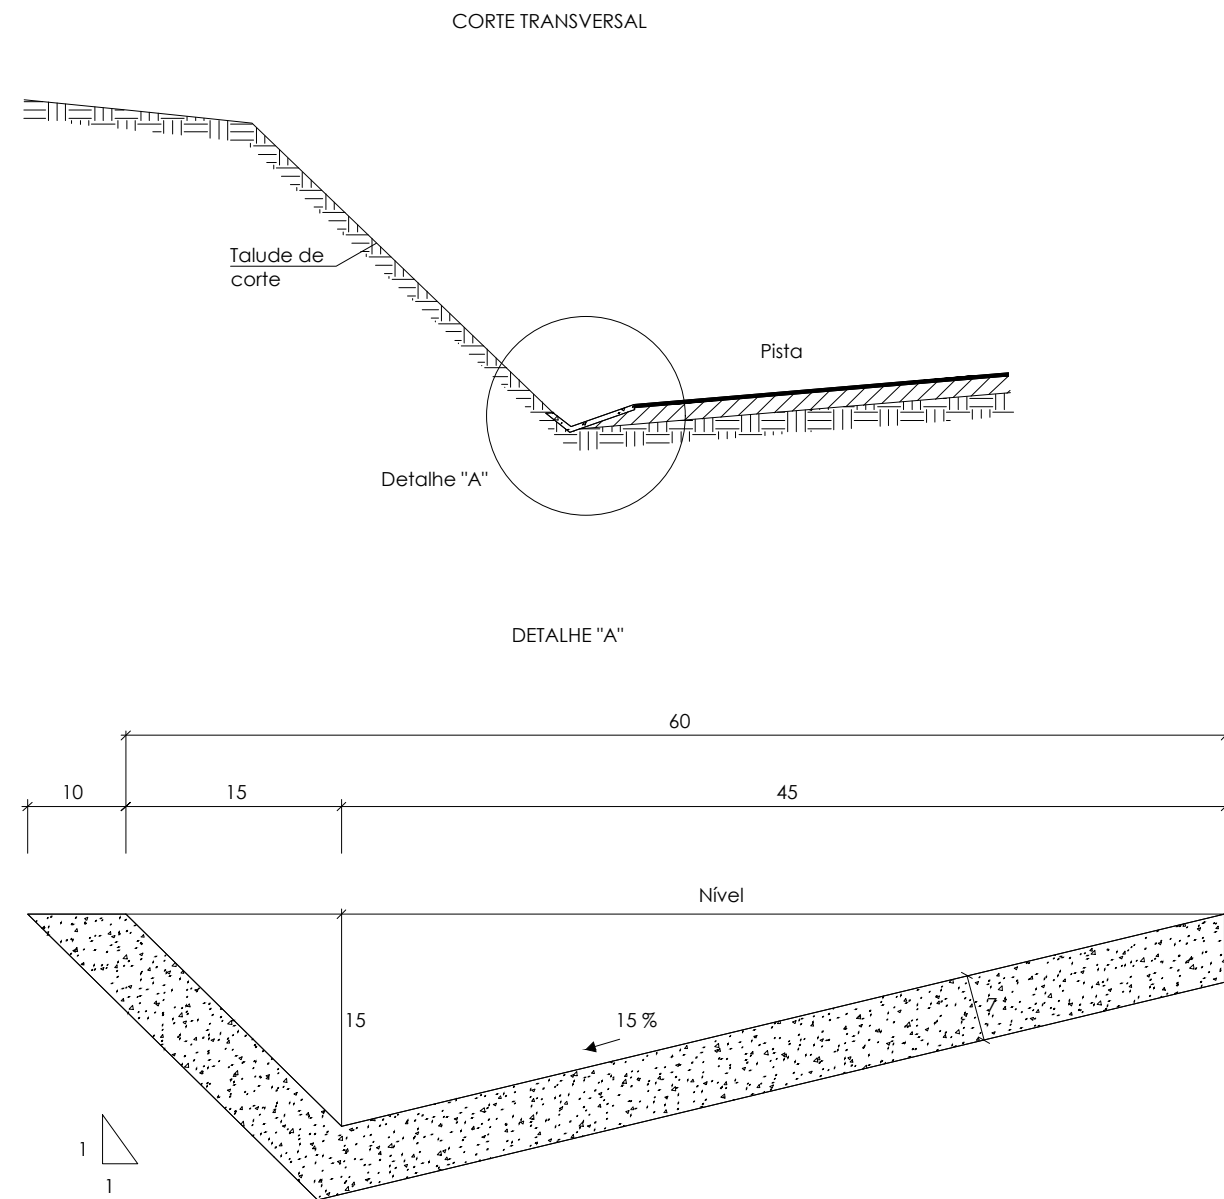 CORTE TRANSVERSAL
Talude de
corte
Pista
Detalhe "A"
DETALHE "A"
60
10
15
45
Nível
15
15 %
7
1
1